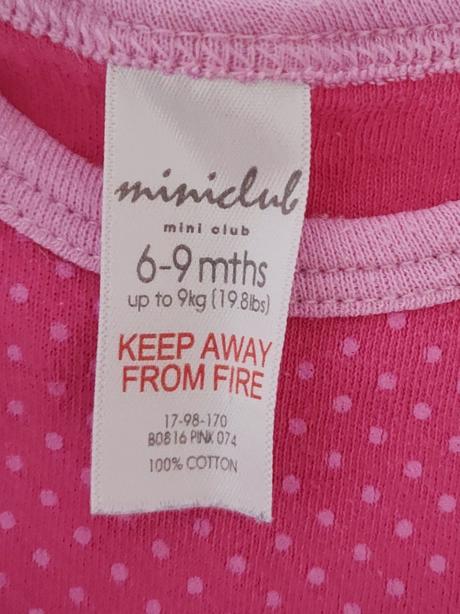 miniclub
mini club
6-9 mths
up to 9kg (19.8lbs)
KEEP AWAY
FROM FIRE
17-98-170
B0816 PINK 074
100% COTTON